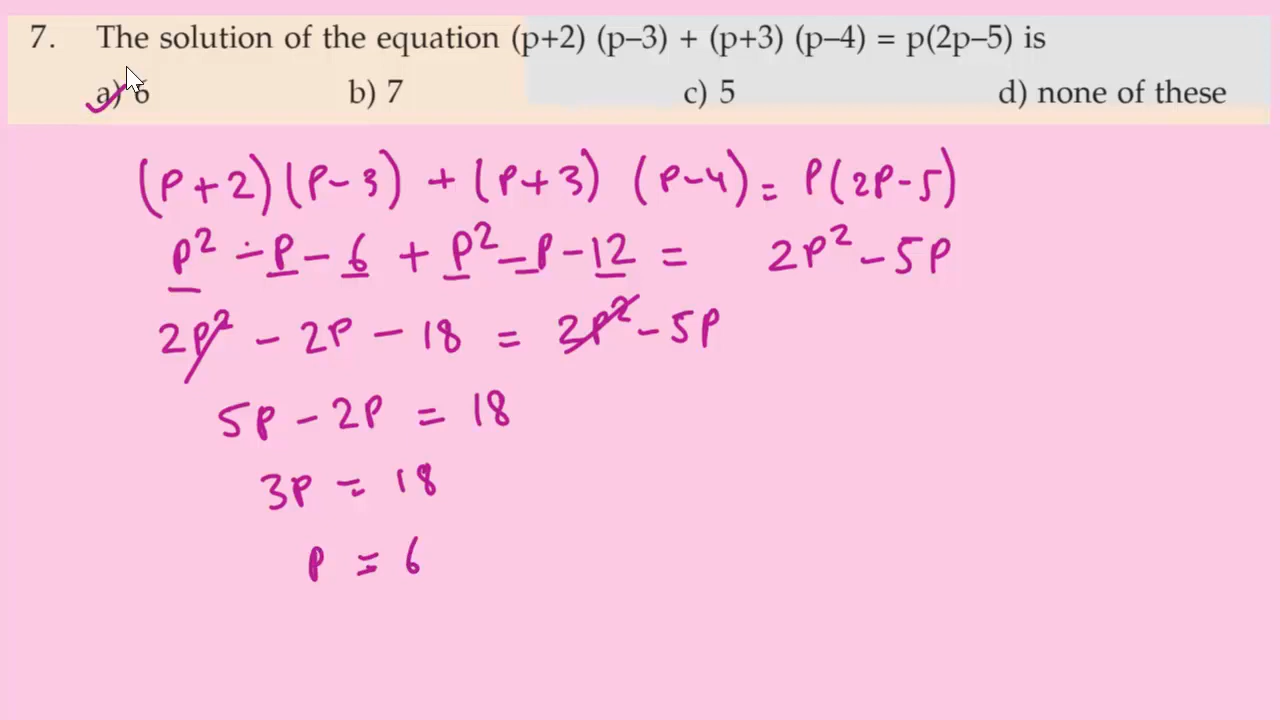 7. The solution of the equation (p+2) (p–3) + (p+3) (p–4) = p(2p–5) is
a) 6 b) 7 c) 5 d) none of these
(P+2)(P-3) + (P+3) (P-4) = P(2P-5)
P² - P - 6 + P² - P - 12 = 2P² - 5P
2P² - 2P - 18 = 2P² - 5P
5P - 2P = 18
3P = 18
P = 6